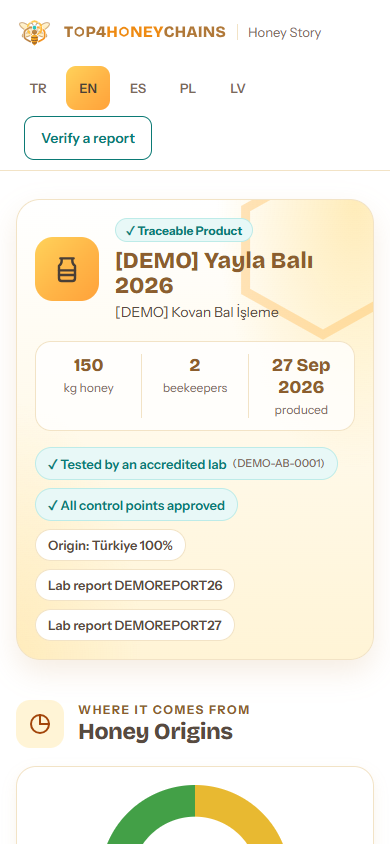 TOP4HONEYCHAINS Honey Story
TR EN ES PL LV
Verify a report
✓ Traceable Product
[DEMO] Yayla Balı
2026
[DEMO] Kovan Bal İşleme
150
kg honey
2
beekeepers
27 Sep
2026
produced
✓ Tested by an accredited lab (DEMO-AB-0001)
✓ All control points approved
Origin: Türkiye 100%
Lab report DEMOREPORT26
Lab report DEMOREPORT27
WHERE IT COMES FROM
Honey Origins